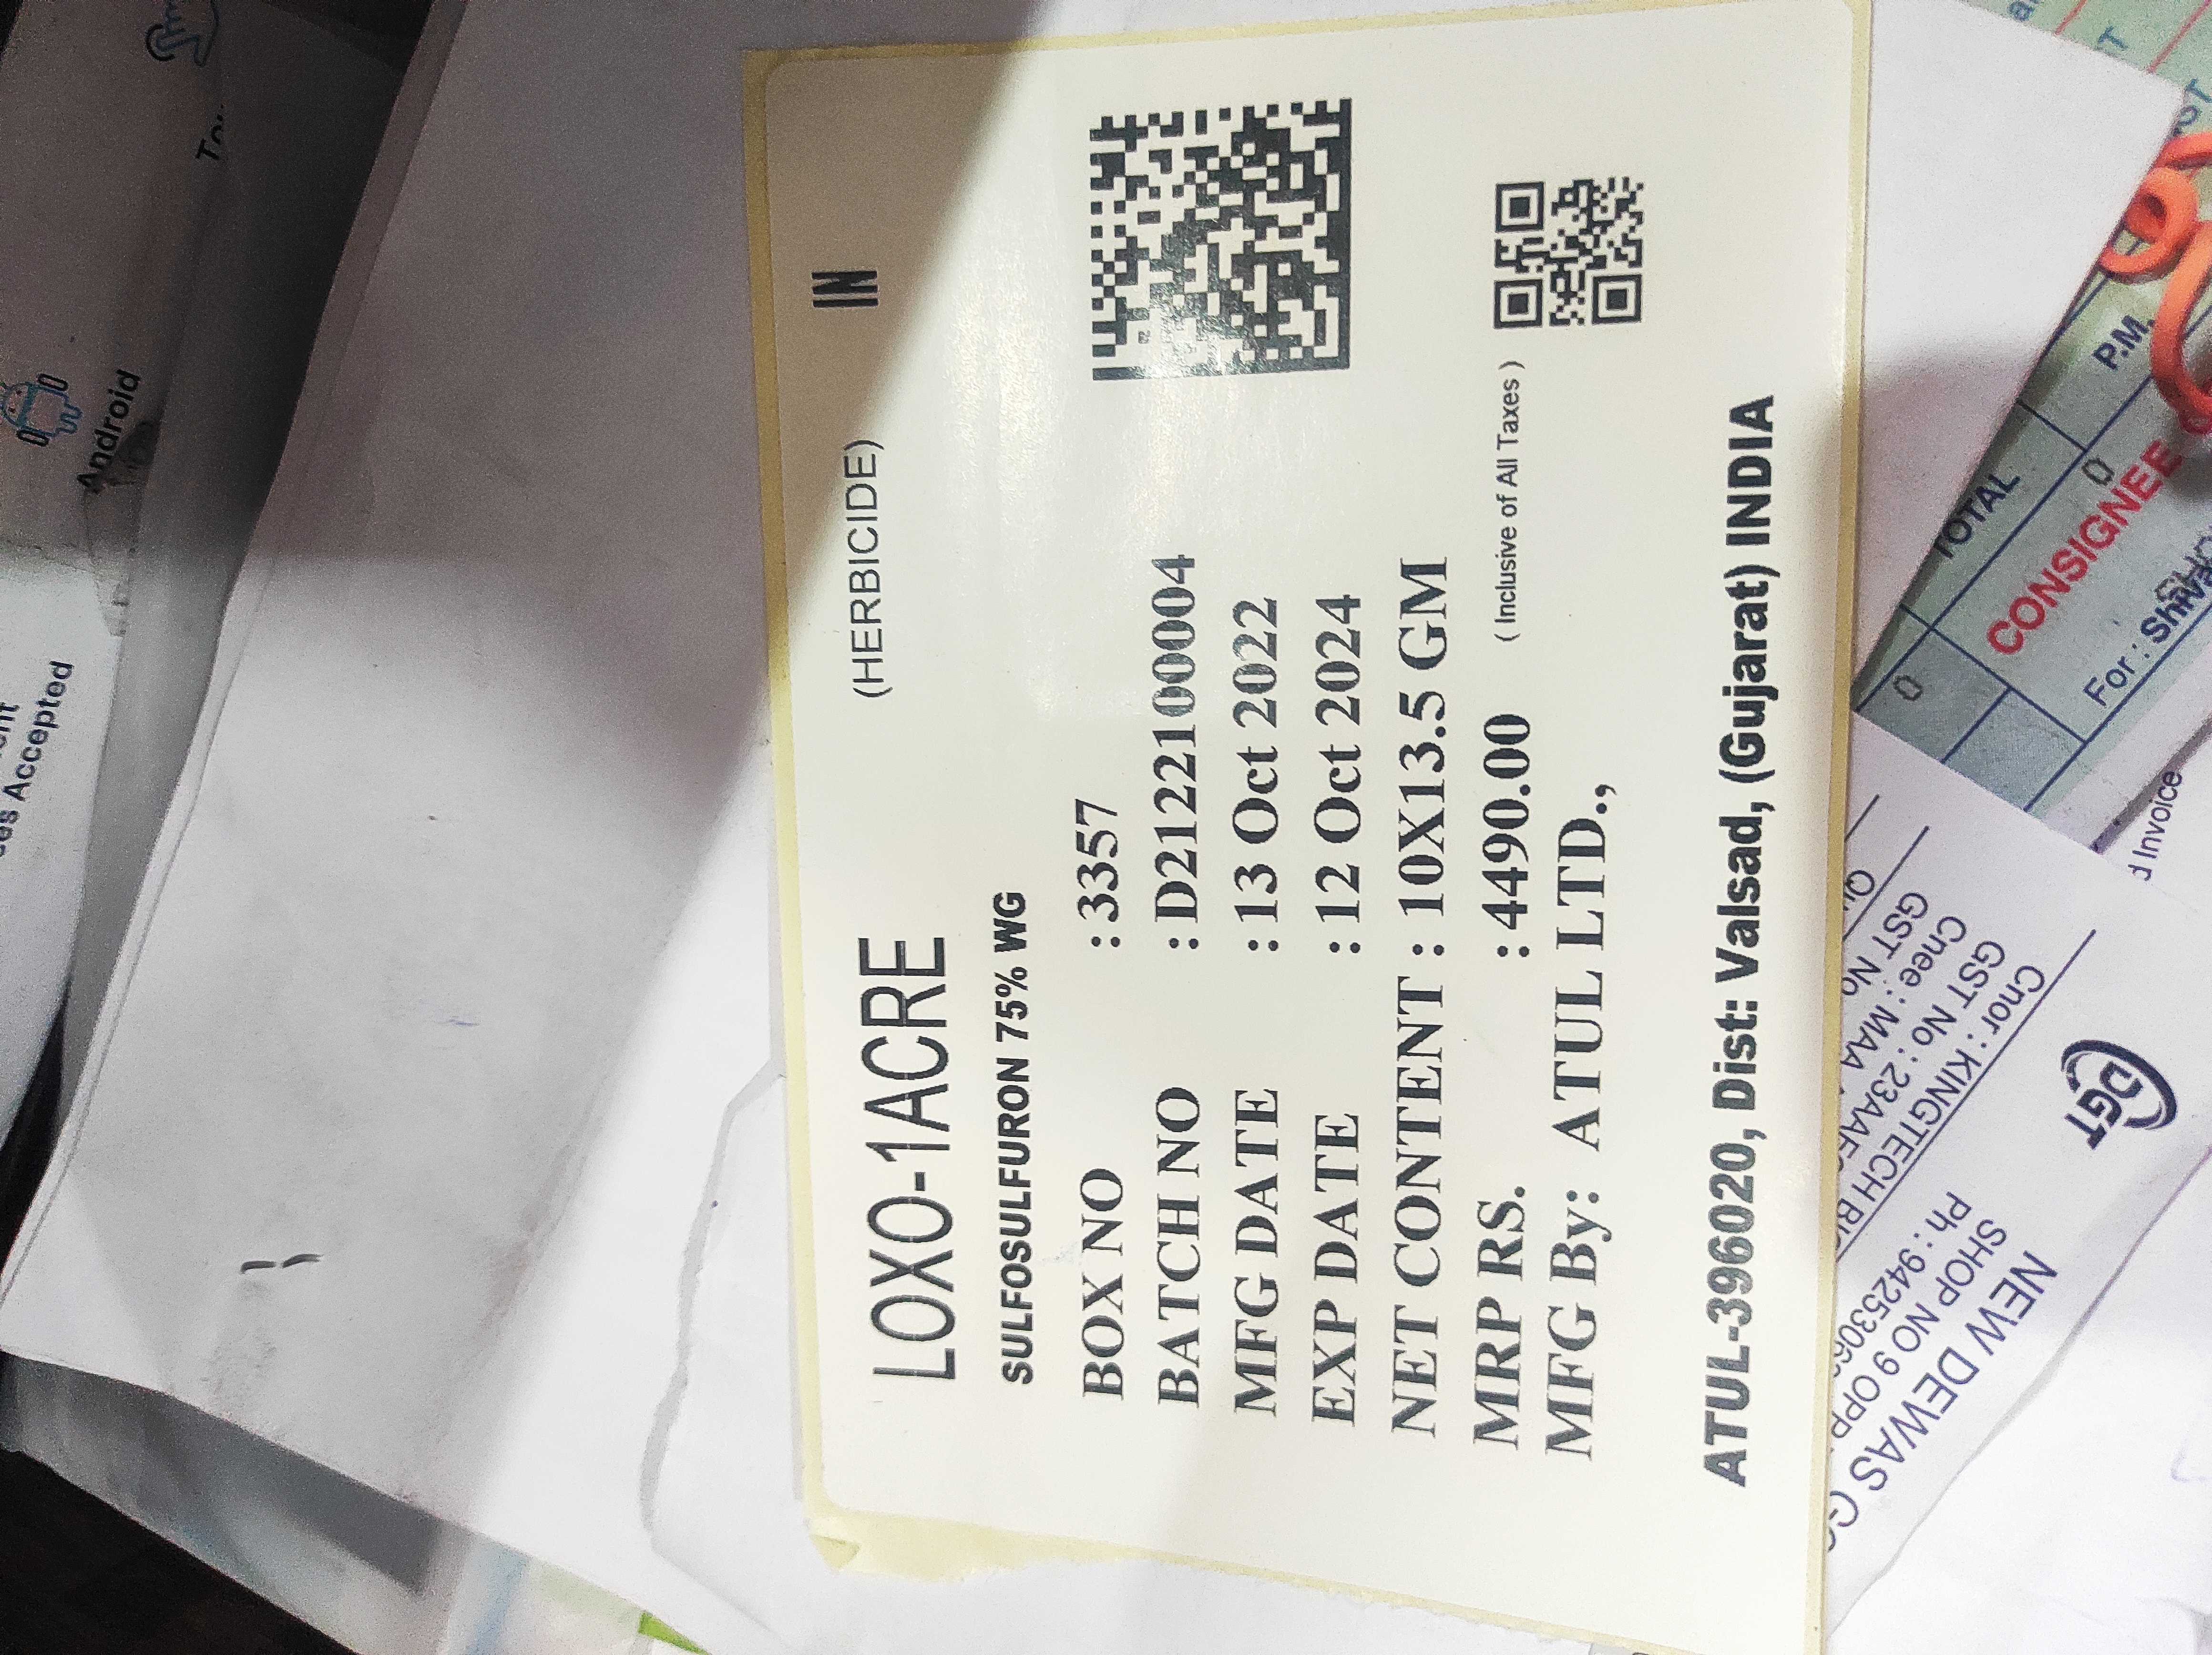 LOXO-1ACRE (HERBICIDE) IN
SULFOSULFURON 75% WG
BOX NO : 3357
BATCH NO : D212210004
MFG DATE : 13 Oct 2022
EXP DATE : 12 Oct 2024
NET CONTENT : 10X13.5 GM
MRP RS. : 4490.00 ( Inclusive of All Taxes )
MFG By: ATUL LTD.,
ATUL-396020, Dist: Valsad, (Gujarat) INDIA
Android
Accepted
TOTAL
P.M.
0
0
CONSIGNEE
For :
Invoice
DGT
Cnor : KINGTECH
GST No :
Cnee : MAA
GST No
NEW DEWAS
SHOP NO 9 OPP
Ph :